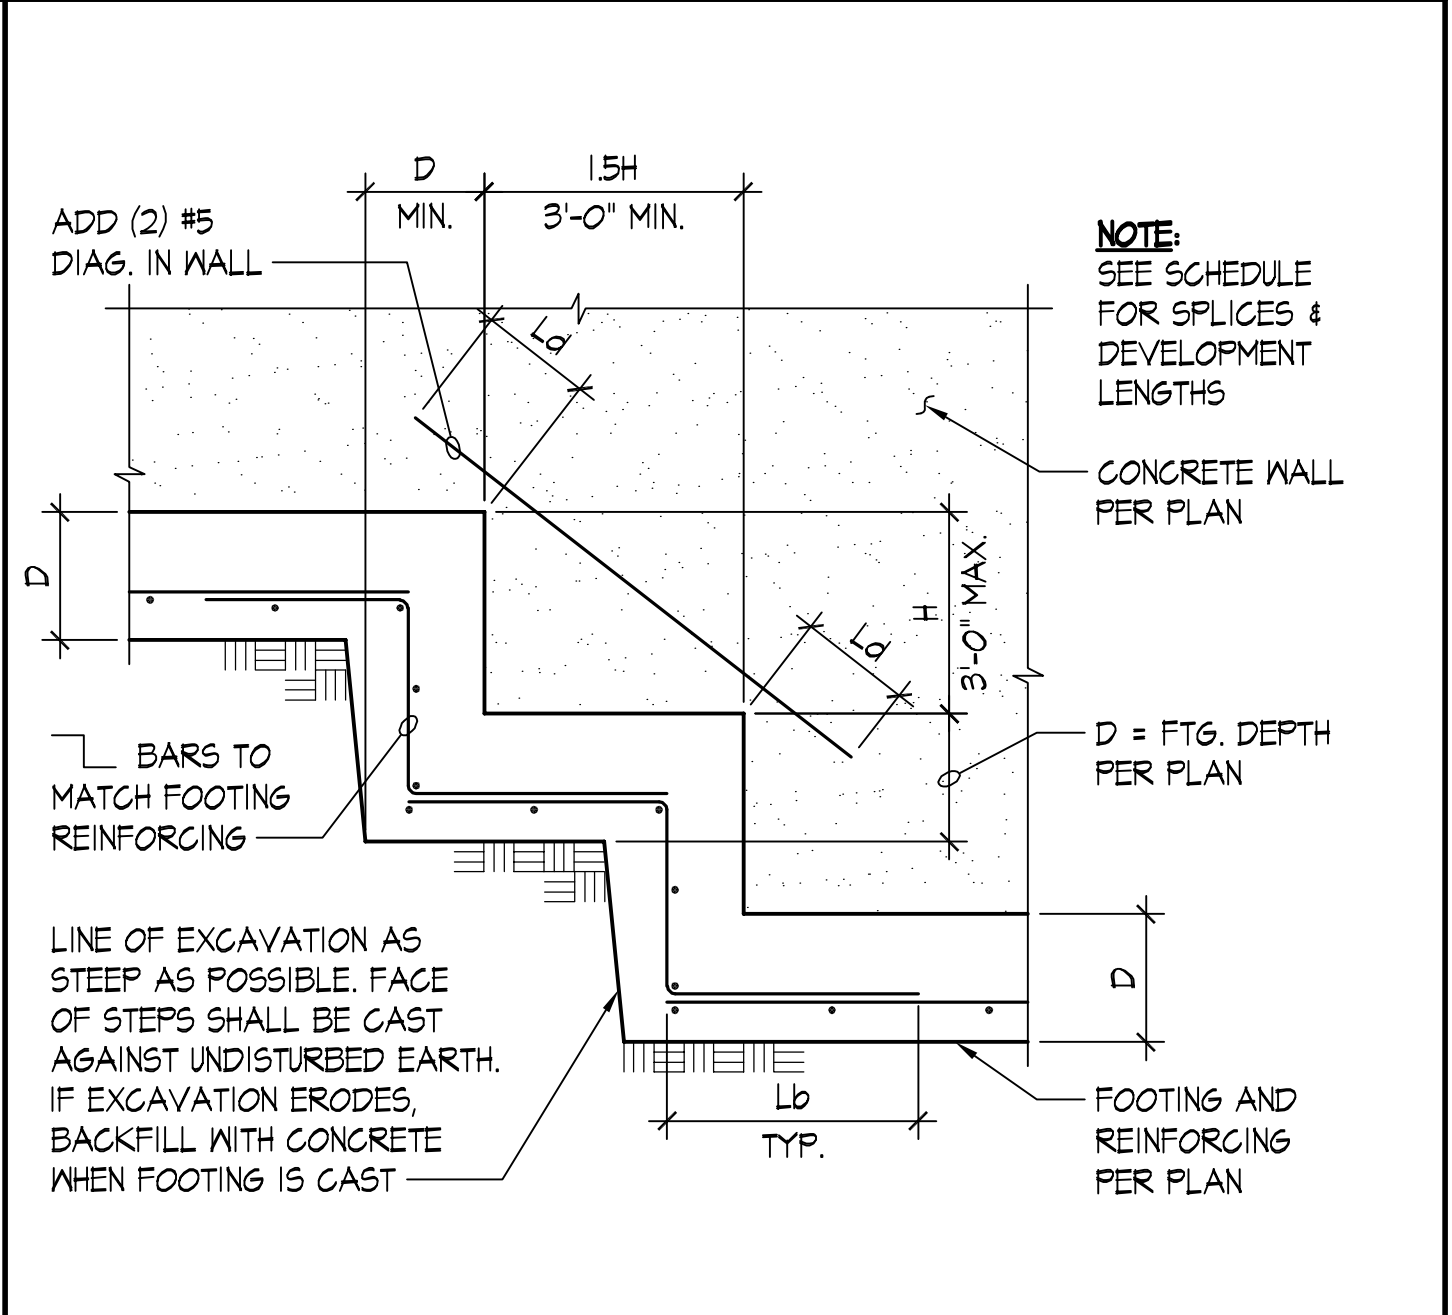 D
MIN.
1.5H
3'-0" MIN.
ADD (2) #5
DIAG. IN WALL
NOTE:
SEE SCHEDULE
FOR SPLICES &
DEVELOPMENT
LENGTHS
Ld
CONCRETE WALL
PER PLAN
D
H
3'-0" MAX.
Ld
D = FTG. DEPTH
PER PLAN
BARS TO
MATCH FOOTING
REINFORCING
LINE OF EXCAVATION AS
STEEP AS POSSIBLE. FACE
OF STEPS SHALL BE CAST
AGAINST UNDISTURBED EARTH.
IF EXCAVATION ERODES,
BACKFILL WITH CONCRETE
WHEN FOOTING IS CAST
D
Lb
TYP.
FOOTING AND
REINFORCING
PER PLAN